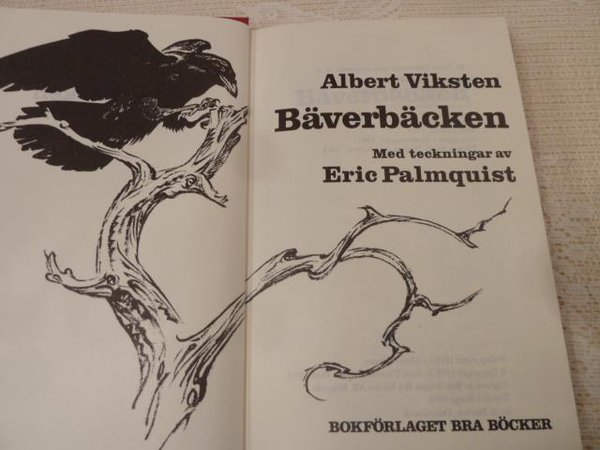 Albert Viksten
Bäverbäcken
Med teckningar av
Eric Palmquist
BOKFÖRLAGET BRA BÖCKER